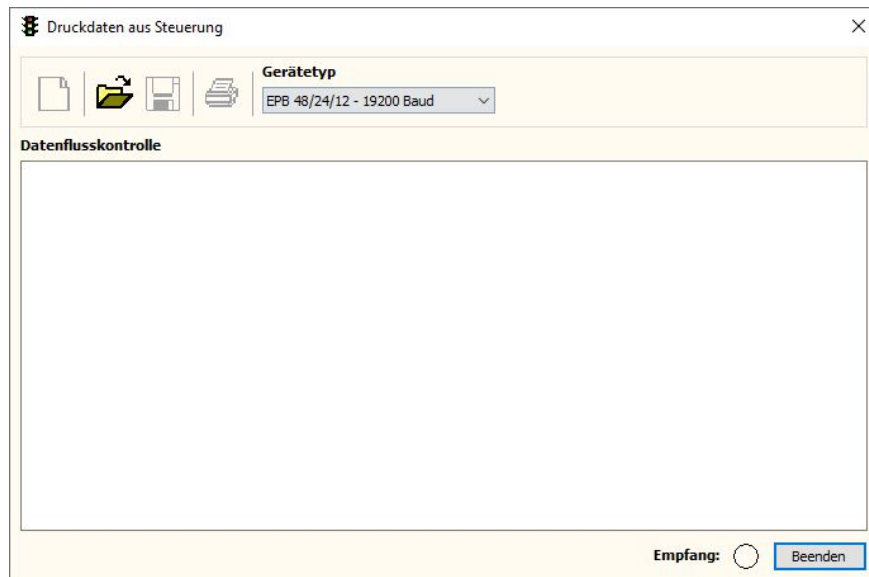 Druckdaten aus Steuerung
Gerätetyp
EPB 48/24/12 - 19200 Baud
Datenflusskontrolle
Empfang:
Beenden